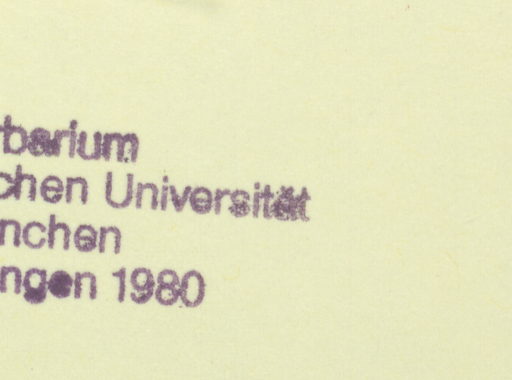 rbarium
chen Universität
nchen
ngen 1980